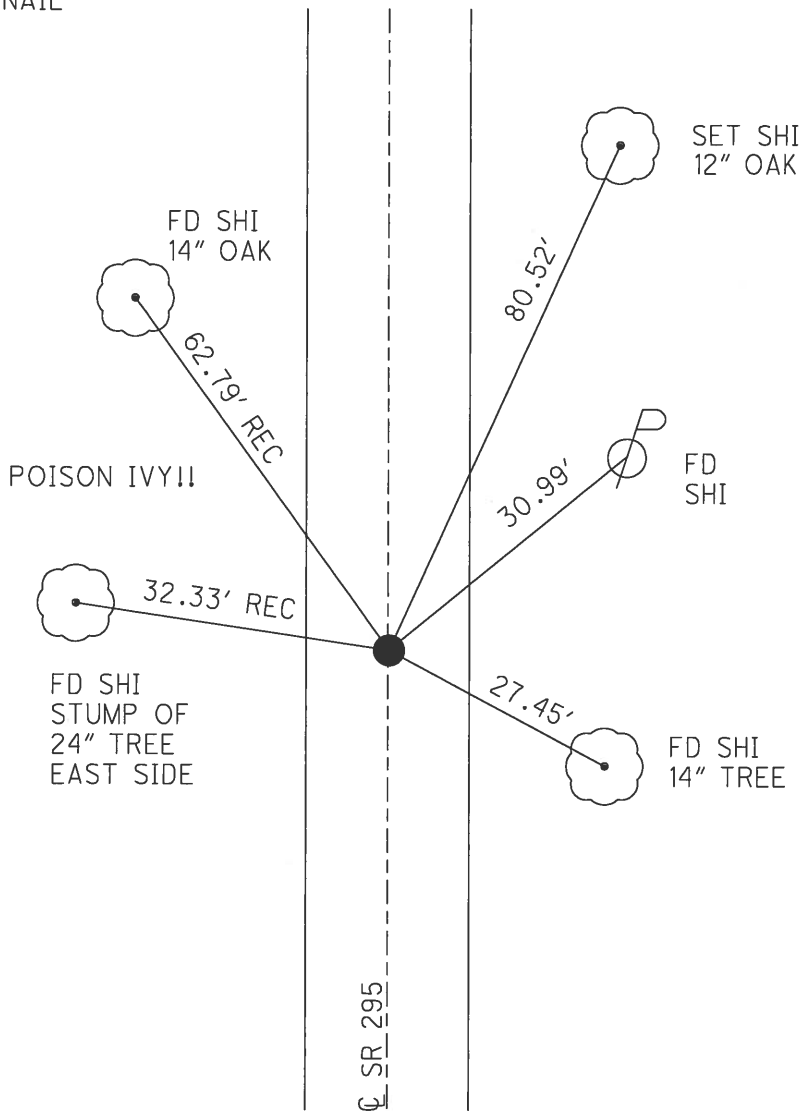 NAIL
SET SHI
12" OAK
FD SHI
14" OAK
80.52'
62.79' REC
POISON IVY!!
FD
SHI
30.99'
32.33' REC
27.45'
FD SHI
STUMP OF
24" TREE
EAST SIDE
FD SHI
14" TREE
℄ SR 295